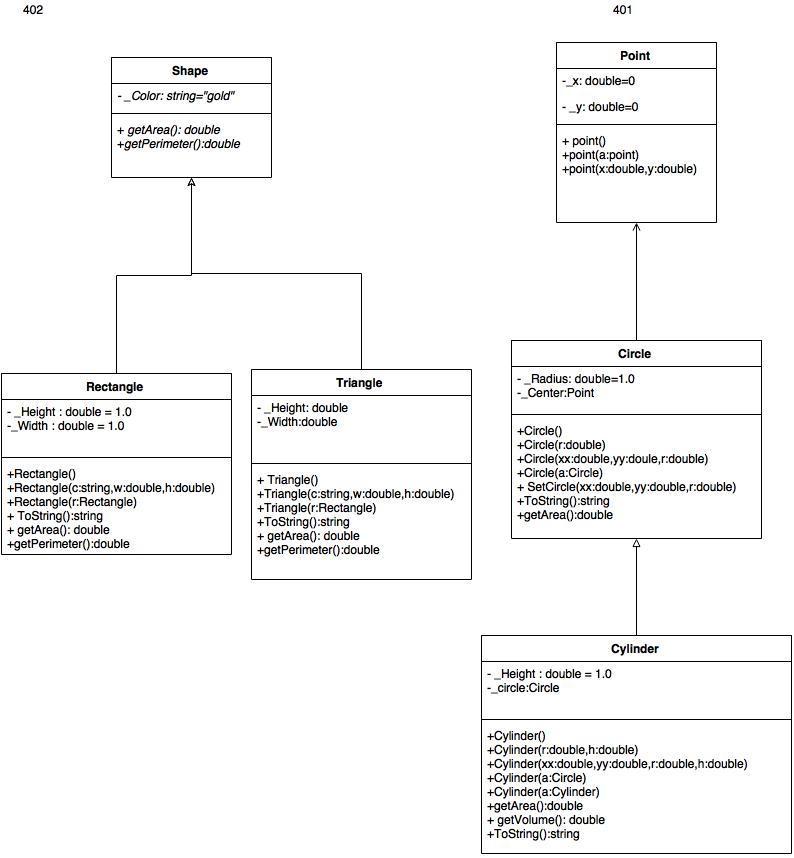 402
401
Shape
- _Color: string="gold"
+ getArea(): double
+getPerimeter():double
Point
-_x: double=0
- _y: double=0
+ point()
+point(a:point)
+point(x:double,y:double)
Rectangle
- _Height : double = 1.0
-_Width : double = 1.0
+Rectangle()
+Rectangle(c:string,w:double,h:double)
+Rectangle(r:Rectangle)
+ ToString():string
+ getArea(): double
+getPerimeter():double
Triangle
- _Height: double
-_Width:double
+ Triangle()
+Triangle(c:string,w:double,h:double)
+Triangle(r:Rectangle)
+ToString():string
+ getArea(): double
+getPerimeter():double
Circle
- _Radius: double=1.0
-_Center:Point
+Circle()
+Circle(r:double)
+Circle(xx:double,yy:doule,r:double)
+Circle(a:Circle)
+ SetCircle(xx:double,yy:double,r:double)
+ToString():string
+getArea():double
Cylinder
- _Height : double = 1.0
-_circle:Circle
+Cylinder()
+Cylinder(r:double,h:double)
+Cylinder(xx:double,yy:double,r:double,h:double)
+Cylinder(a:Circle)
+Cylinder(a:Cylinder)
+getArea():double
+ getVolume(): double
+ToString():string